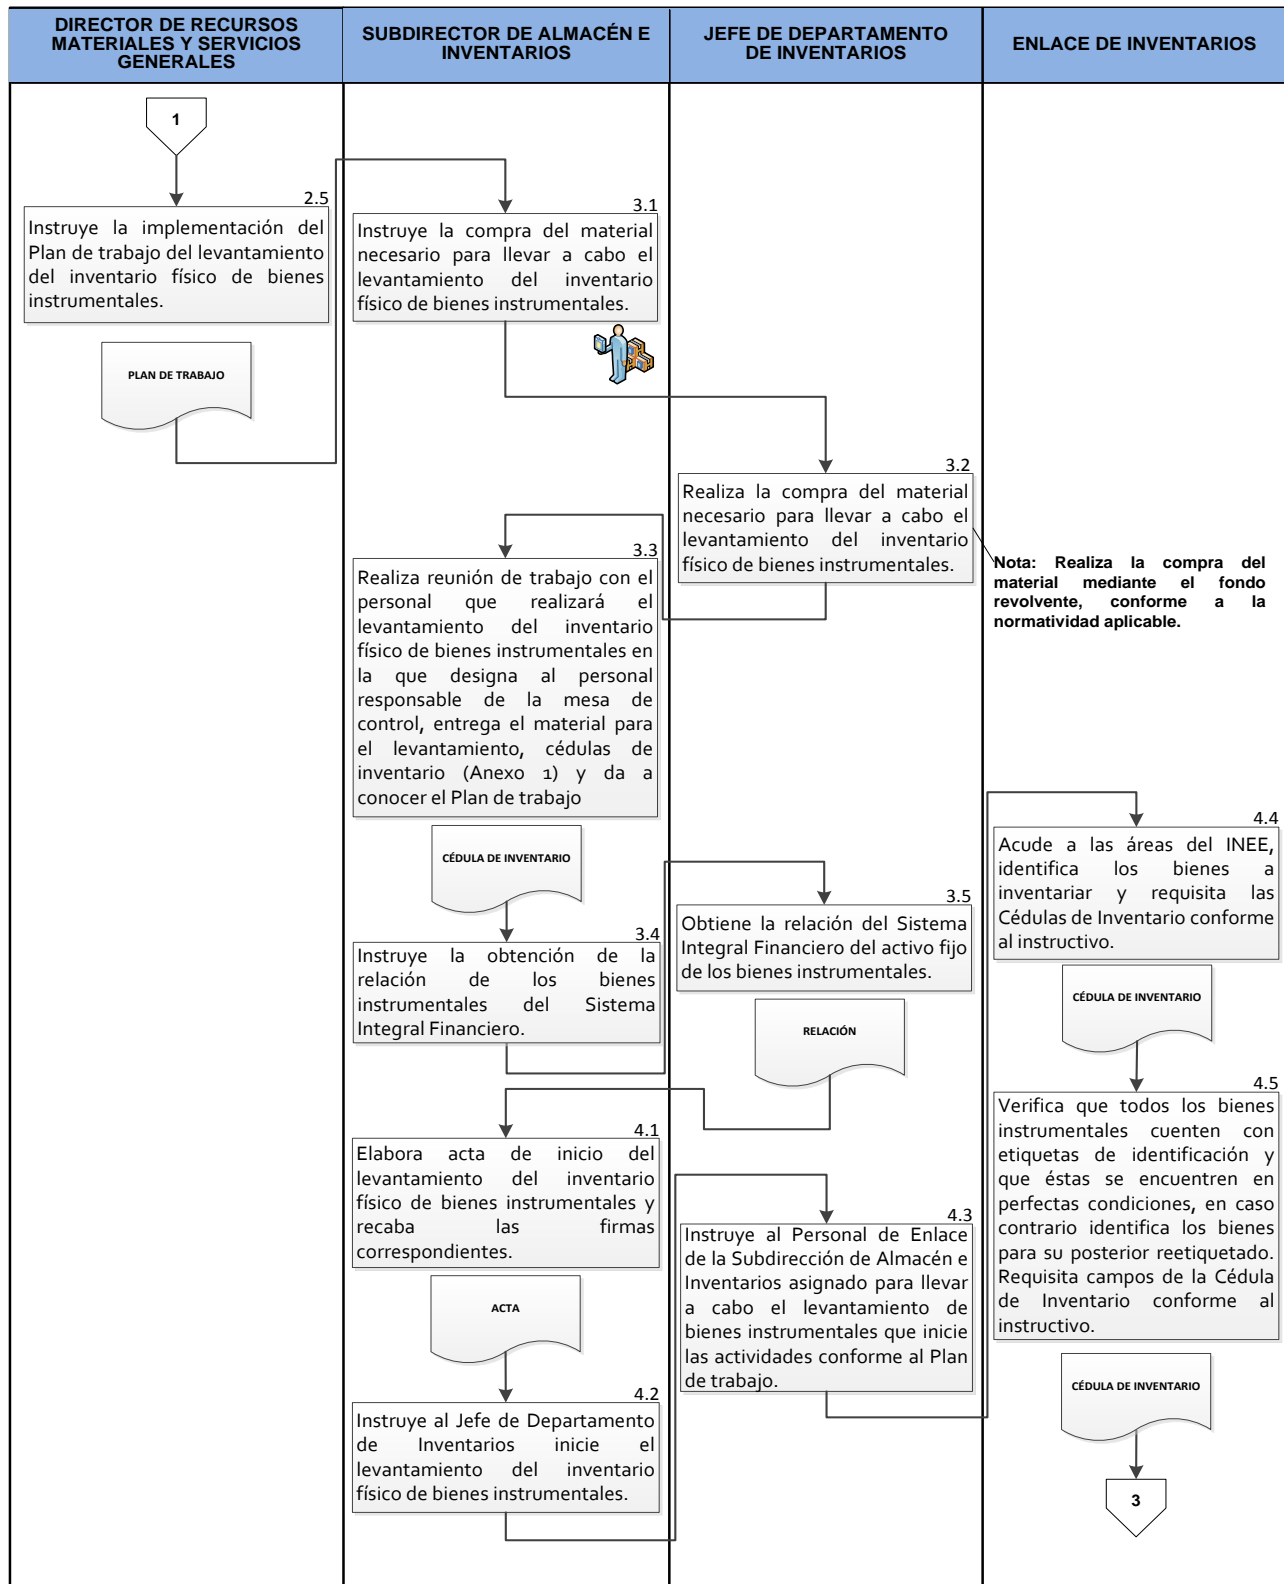 DIRECTOR DE RECURSOS
MATERIALES Y SERVICIOS
GENERALES
SUBDIRECTOR DE ALMACÉN E
INVENTARIOS
JEFE DE DEPARTAMENTO
DE INVENTARIOS
ENLACE DE INVENTARIOS
1
2.5
Instruye la implementación del
Plan de trabajo del levantamiento
del inventario físico de bienes
instrumentales.
PLAN DE TRABAJO
3.1
Instruye la compra del material
necesario para llevar a cabo el
levantamiento del inventario
físico de bienes instrumentales.
3.2
Realiza la compra del material
necesario para llevar a cabo el
levantamiento del inventario
físico de bienes instrumentales.
Nota: Realiza la compra del
material mediante el fondo
revolvente, conforme a la
normatividad aplicable.
3.3
Realiza reunión de trabajo con el
personal que realizará el
levantamiento del inventario
físico de bienes instrumentales en
la que designa al personal
responsable de la mesa de
control, entrega el material para
el levantamiento, cédulas de
inventario (Anexo 1) y da a
conocer el Plan de trabajo
CÉDULA DE INVENTARIO
3.4
Instruye la obtención de la
relación de los bienes
instrumentales del Sistema
Integral Financiero.
3.5
Obtiene la relación del Sistema
Integral Financiero del activo fijo
de los bienes instrumentales.
RELACIÓN
4.1
Elabora acta de inicio del
levantamiento del inventario
físico de bienes instrumentales y
recaba las firmas
correspondientes.
ACTA
4.2
Instruye al Jefe de Departamento
de Inventarios inicie el
levantamiento del inventario
físico de bienes instrumentales.
4.3
Instruye al Personal de Enlace
de la Subdirección de Almacén e
Inventarios asignado para llevar
a cabo el levantamiento de
bienes instrumentales que inicie
las actividades conforme al Plan
de trabajo.
4.4
Acude a las áreas del INEE,
identifica los bienes a
inventariar y requisita las
Cédulas de Inventario conforme
al instructivo.
CÉDULA DE INVENTARIO
4.5
Verifica que todos los bienes
instrumentales cuenten con
etiquetas de identificación y
que éstas se encuentren en
perfectas condiciones, en caso
contrario identifica los bienes
para su posterior reetiquetado.
Requisita campos de la Cédula
de Inventario conforme al
instructivo.
CÉDULA DE INVENTARIO
3